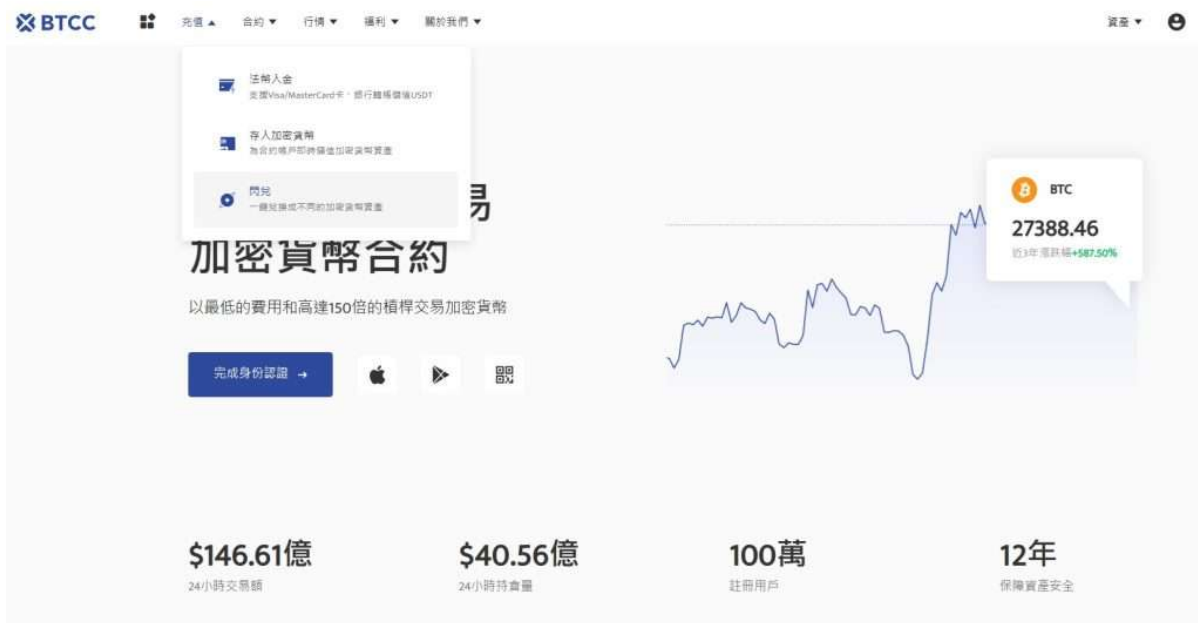 BTCC
充值 ▲
合約 ▼
行情 ▼
福利 ▼
關於我們 ▼
資產 ▼
法幣入金
支援Visa/MasterCard卡、銀行轉帳儲值USDT
存入加密貨幣
為合約帳戶即時儲值加密貨幣資產
閃兌
一鍵兌換成不同的加密貨幣資產
易
加密貨幣合約
以最低的費用和高達150倍的槓桿交易加密貨幣
完成身份認證 →
BTC
27388.46
近3年漲跌幅+587.50%
$146.61億
24小時交易額
$40.56億
24小時持倉量
100萬
註冊用戶
12年
保障資產安全